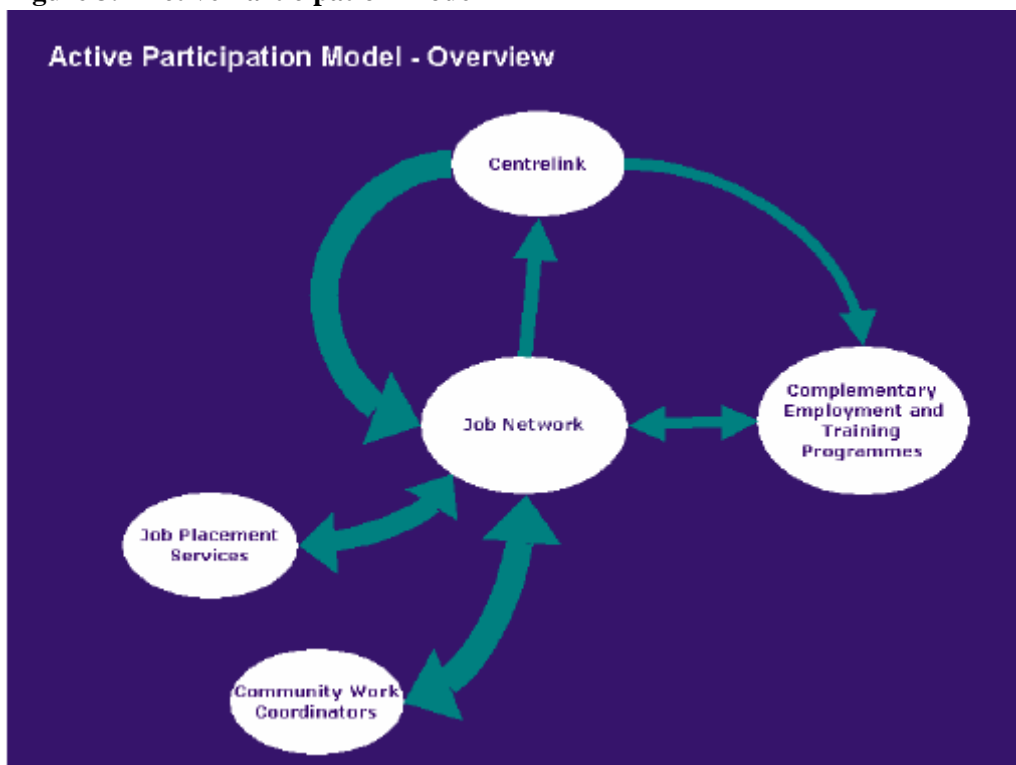 Active Participation Model - Overview
Centrelink
Complementary
Employment and
Training
Programmes
Job Network
Job Placement
Services
Community Work
Coordinators